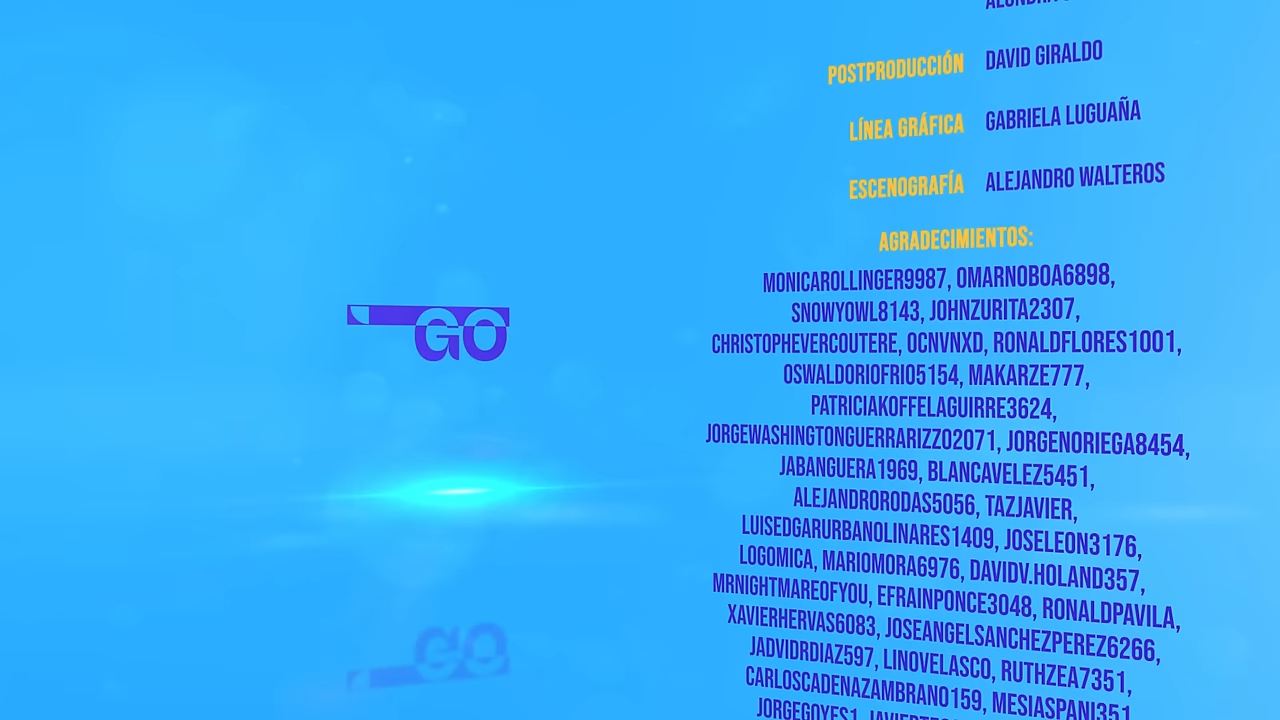 POSTPRODUCCIÓN DAVID GIRALDO
LÍNEA GRÁFICA GABRIELA LUGUAÑA
ESCENOGRAFÍA ALEJANDRO WALTEROS
AGRADECIMIENTOS:
MONICAROLLINGER9987, OMARNOBOA6898,
SNOWYOWL8143, JOHNZURITA2307,
CHRISTOPHEVERCOUTERE, OCNVNXD, RONALDFLORES1001,
OSWALDORIOFRIO5154, MAKARZE777,
PATRICIAKOFFELAGUIRRE3624,
JORGEWASHINGTONGUERRARIZZO2071, JORGENORIEGA8454,
JABANGUERA1969, BLANCAVELEZ5451,
ALEJANDRORODAS5056, TAZJAVIER,
LUISEDGARURBANOLINARES1409, JOSELEON3176,
LOGOMICA, MARIOMORA6976, DAVIDV.HOLAND357,
MRNIGHTMAREOFYOU, EFRAINPONCE3048, RONALDPAVILA,
XAVIERHERVAS6083, JOSEANGELSANCHEZPEREZ6266,
JADVIDRDIAZ597, LINOVELASCO, RUTHZEA7351,
CARLOSCADENAZAMBRANO159, MESIASPANI351
JORGEGOYES1,
GO